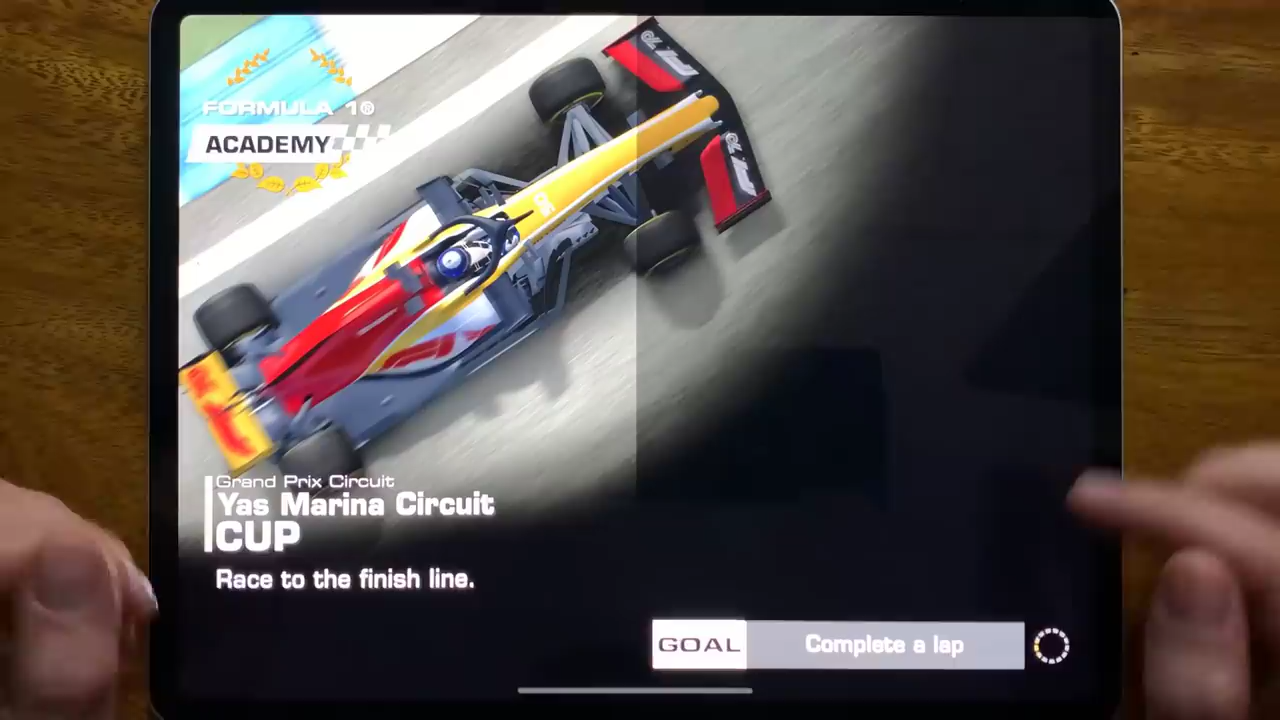 FORMULA 1®
ACADEMY
Grand Prix Circuit
Yas Marina Circuit
CUP
Race to the finish line.
GOAL
Complete a lap